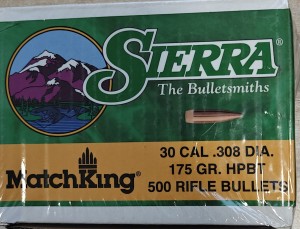 SIERRA
The Bulletsmiths
MatchKing
30 CAL .308 DIA.
175 GR. HPBT
500 RIFLE BULLETS